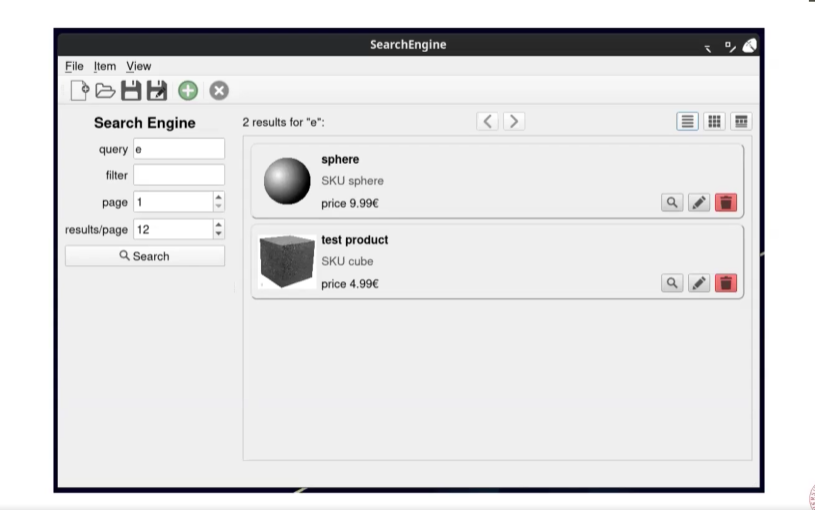 SearchEngine
File Item View
Search Engine
query e
filter
page 1
results/page 12
Search
2 results for "e":
sphere
SKU sphere
price 9.99€
test product
SKU cube
price 4.99€